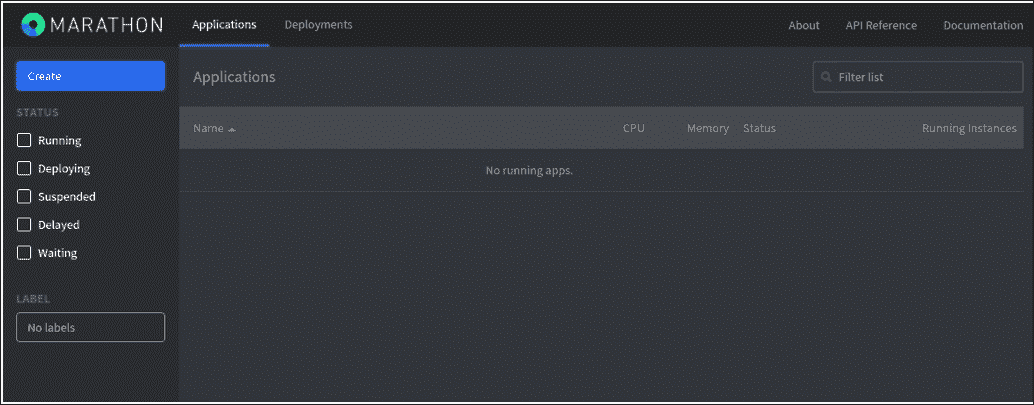 MARATHON Applications Deployments About API Reference Documentation
Create
Applications
Filter list
STATUS
Running
Deploying
Suspended
Delayed
Waiting
LABEL
No labels
Name CPU Memory Status Running Instances
No running apps.